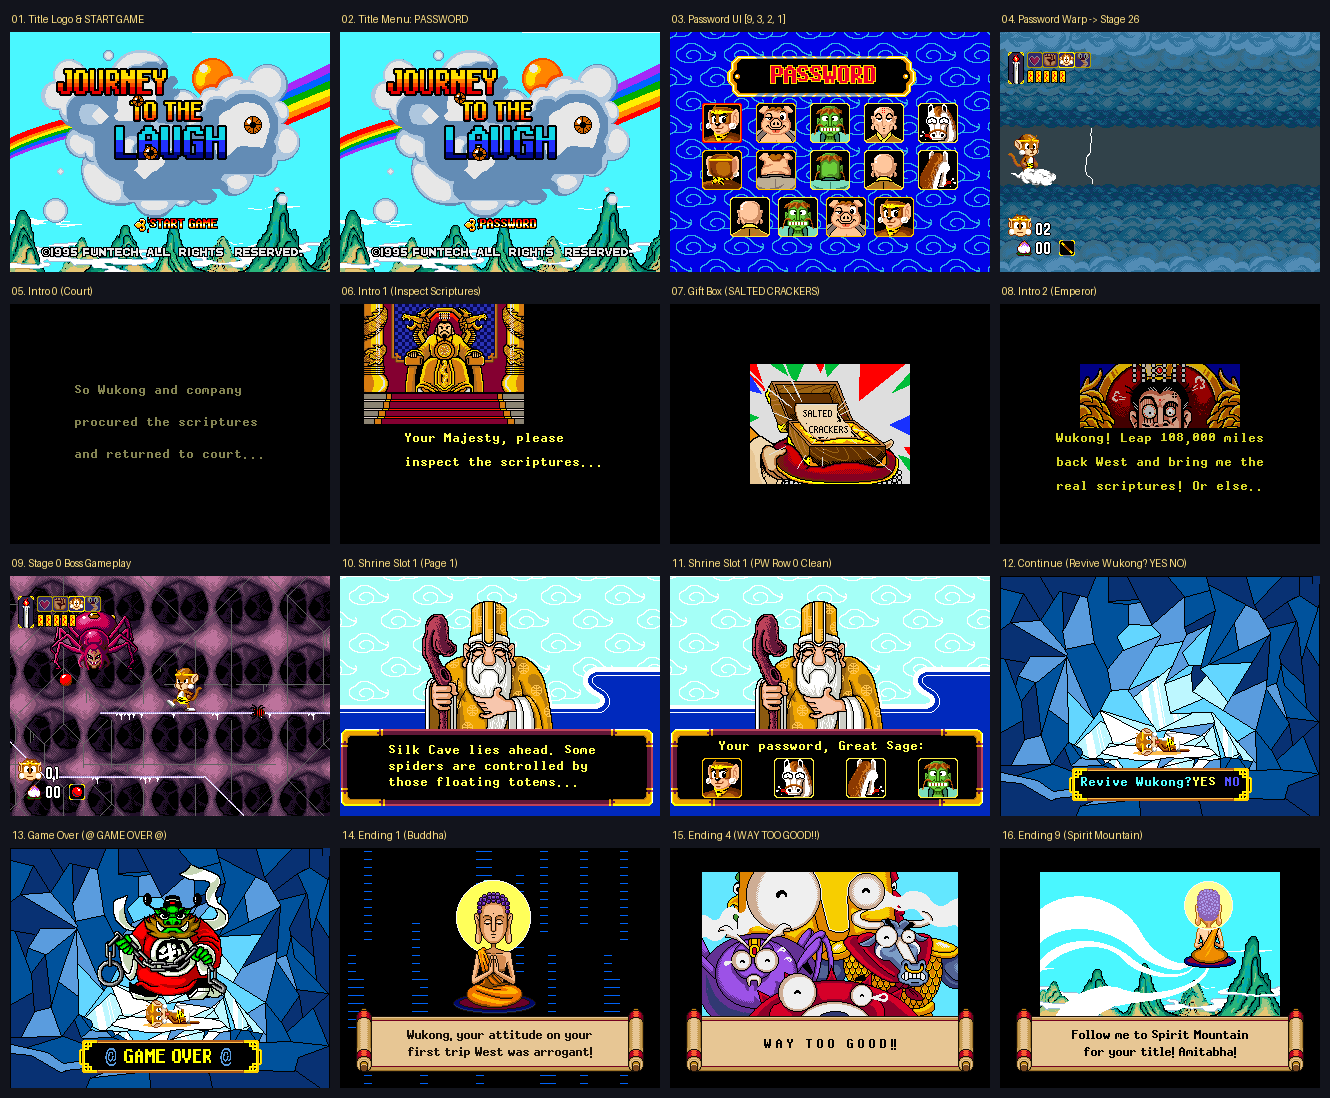 01. Title Logo & START GAME
02. Title Menu: PASSWORD
03. Password UI [9, 3, 2, 1]
04. Password Warp -> Stage 26
JOURNEY
TO THE
LAUGH
START GAME
©1995 FUNTECH ALL RIGHTS RESERVED.
JOURNEY
TO THE
LAUGH
PASSWORD
©1995 FUNTECH ALL RIGHTS RESERVED.
PASSWORD
02
00
05. Intro 0 (Court)
06. Intro 1 (Inspect Scriptures)
07. Gift Box (SALTED CRACKERS)
08. Intro 2 (Emperor)
So Wukong and company
procured the scriptures
and returned to court...
Your Majesty, please
inspect the scriptures...
SALTED
CRACKERS
Wukong! Leap 108,000 miles
back West and bring me the
real scriptures! Or else..
09. Stage 0 Boss Gameplay
10. Shrine Slot 1 (Page 1)
11. Shrine Slot 1 (PW Row 0 Clean)
12. Continue (Revive Wukong? YES NO)
00
Silk Cave lies ahead. Some
spiders are controlled by
those floating totems...
Your password, Great Sage:
Revive Wukong?YES NO
13. Game Over (@ GAME OVER @)
14. Ending 1 (Buddha)
15. Ending 4 (WAY TOO GOOD!!)
16. Ending 9 (Spirit Mountain)
@ GAME OVER @
Wukong, your attitude on your
first trip West was arrogant!
WAY TOO GOOD!!
Follow me to Spirit Mountain
for your title! Amitabha!